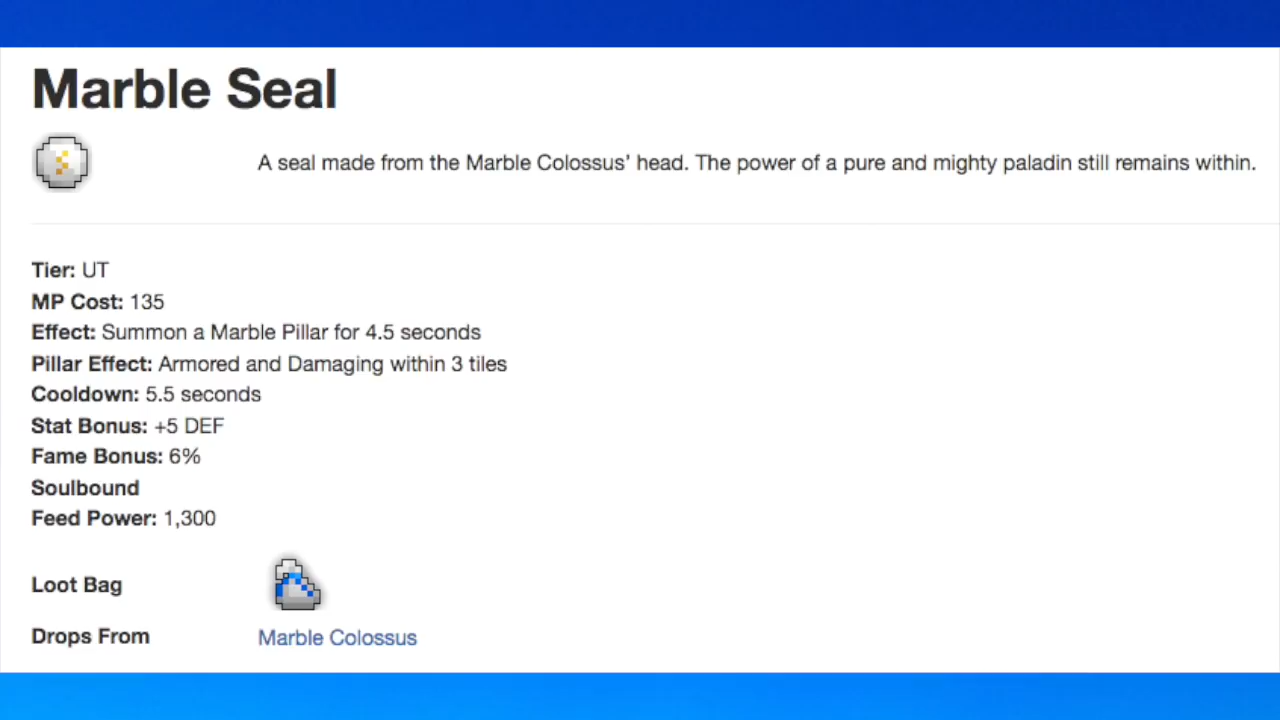 Marble Seal
A seal made from the Marble Colossus' head. The power of a pure and mighty paladin still remains within.
Tier: UT
MP Cost: 135
Effect: Summon a Marble Pillar for 4.5 seconds
Pillar Effect: Armored and Damaging within 3 tiles
Cooldown: 5.5 seconds
Stat Bonus: +5 DEF
Fame Bonus: 6%
Soulbound
Feed Power: 1,300
Loot Bag
Drops From Marble Colossus